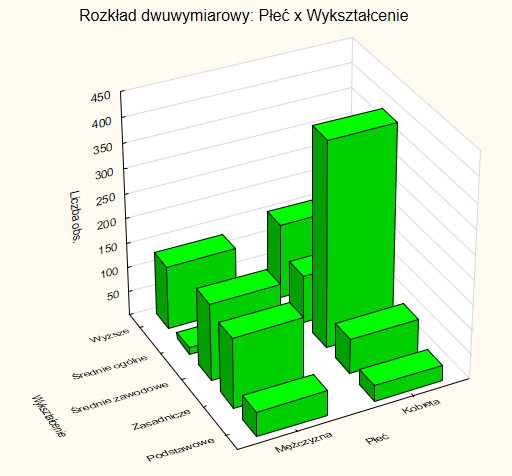 Rozkład dwuwymiarowy: Płeć x Wykształcenie
450
400
350
300
250
200
150
100
50
Liczba obs.
Wyższe
Średnie ogólne
Średnie zawodowe
Zasadnicze
Podstawowe
Wykształcenie
Mężczyzna
Kobieta
Płeć